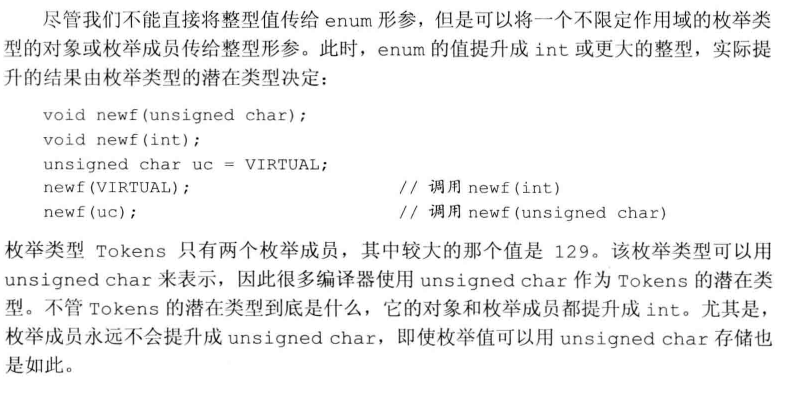 尽管我们不能直接将整型值传给 enum 形参，但是可以将一个不限定作用域的枚举类
型的对象或枚举成员传给整型形参。此时，enum 的值提升成 int 或更大的整型，实际提
升的结果由枚举类型的潜在类型决定：
void newf(unsigned char);
void newf(int);
unsigned char uc = VIRTUAL;
newf(VIRTUAL); // 调用 newf(int)
newf(uc); // 调用 newf(unsigned char)
枚举类型 Tokens 只有两个枚举成员，其中较大的那个值是 129。该枚举类型可以用
unsigned char 来表示，因此很多编译器使用 unsigned char 作为 Tokens 的潜在类
型。不管 Tokens 的潜在类型到底是什么，它的对象和枚举成员都提升成 int。尤其是，
枚举成员永远不会提升成 unsigned char，即使枚举值可以用 unsigned char 存储也
是如此。